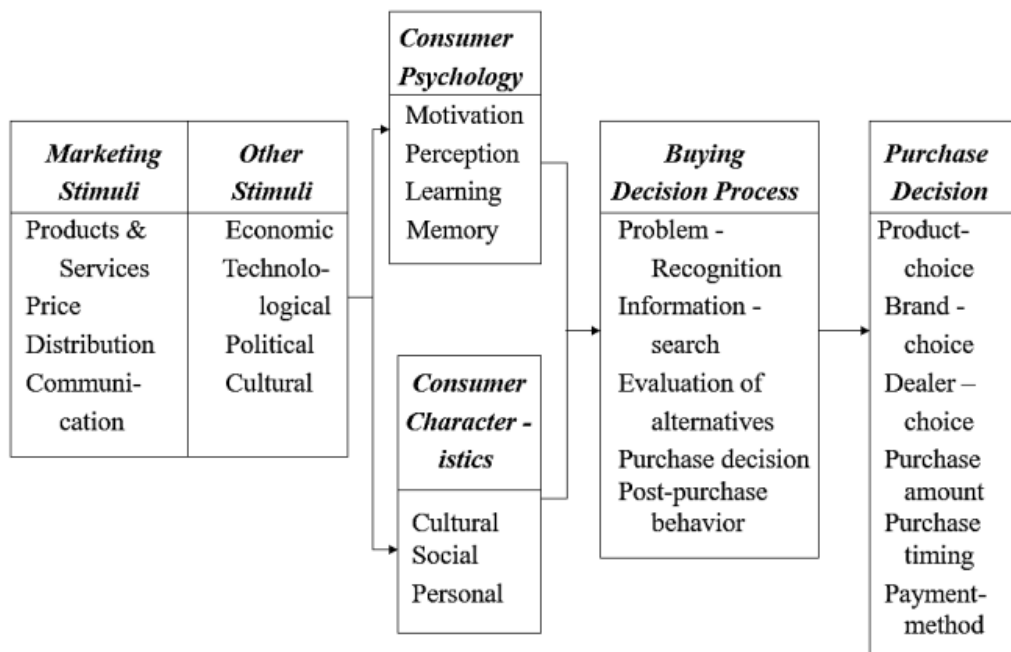 Marketing
Stimuli
Products &
Services
Price
Distribution
Communi-
cation
Other
Stimuli
Economic
Technolo-
logical
Political
Cultural
Consumer
Psychology
Motivation
Perception
Learning
Memory
Consumer
Character -
istics
Cultural
Social
Personal
Buying
Decision Process
Problem -
Recognition
Information -
search
Evaluation of
alternatives
Purchase decision
Post-purchase
behavior
Purchase
Decision
Product-
choice
Brand -
choice
Dealer –
choice
Purchase
amount
Purchase
timing
Payment-
method